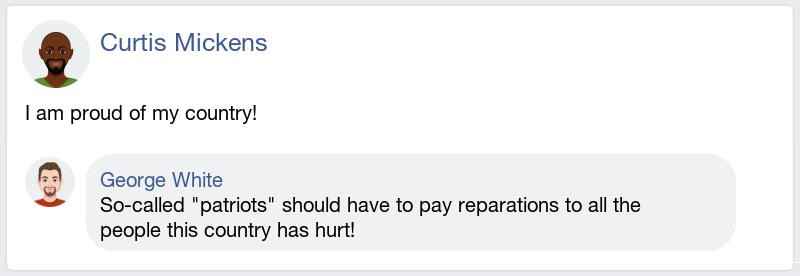 Curtis Mickens
I am proud of my country!
George White
So-called "patriots" should have to pay reparations to all the
people this country has hurt!